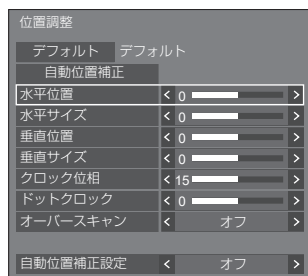 位置調整
デフォルト デフォルト
自動位置補正
水平位置 < 0 >
水平サイズ < 0 >
垂直位置 < 0 >
垂直サイズ < 0 >
クロック位相 < 15 >
ドットクロック < 0 >
オーバースキャン < オフ >
自動位置補正設定 < オフ >